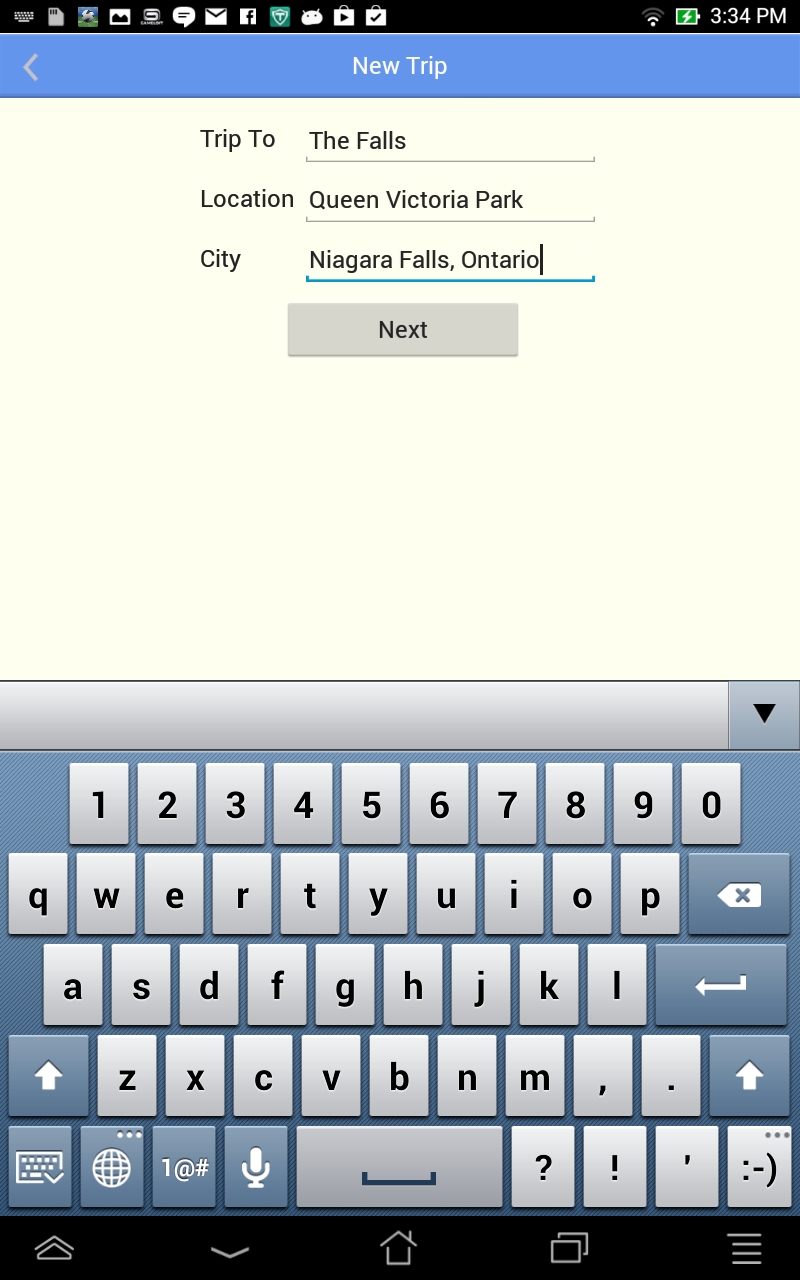 3:34 PM
New Trip
Trip To The Falls
Location Queen Victoria Park
City Niagara Falls, Ontario
Next
1 2 3 4 5 6 7 8 9 0
q w e r t y u i o p
a s d f g h j k l
z x c v b n m , .
1@# ? ! ' :-)